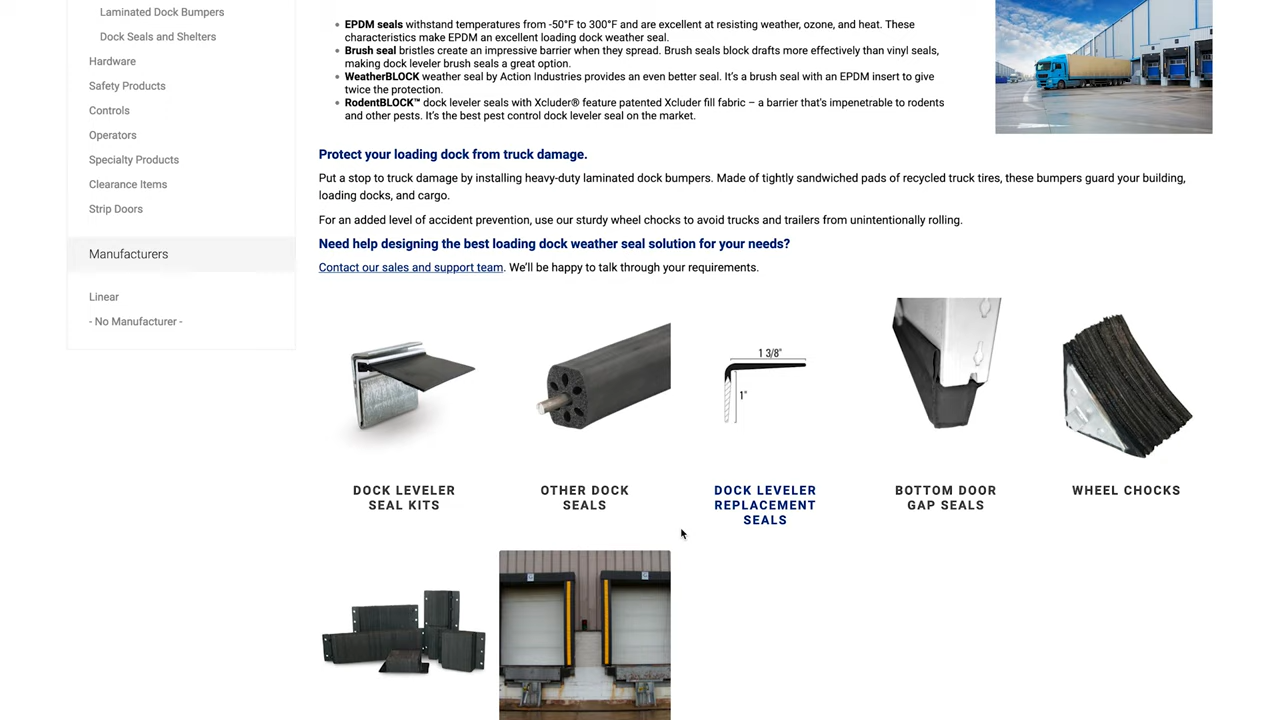 Laminated Dock Bumpers
Dock Seals and Shelters
Hardware
Safety Products
Controls
Operators
Specialty Products
Clearance Items
Strip Doors
Manufacturers
Linear
- No Manufacturer -
EPDM seals withstand temperatures from -50°F to 300°F and are excellent at resisting weather, ozone, and heat. These
characteristics make EPDM an excellent loading dock weather seal.
Brush seal bristles create an impressive barrier when they spread. Brush seals block drafts more effectively than vinyl seals,
making dock leveler brush seals a great option.
WeatherBLOCK weather seal by Action Industries provides an even better seal. It’s a brush seal with an EPDM insert to give
twice the protection.
RodentBLOCK™ dock leveler seals with Xcluder® feature patented Xcluder fill fabric – a barrier that’s impenetrable to rodents
and other pests. It’s the best pest control dock leveler seal on the market.
Protect your loading dock from truck damage.
Put a stop to truck damage by installing heavy-duty laminated dock bumpers. Made of tightly sandwiched pads of recycled truck tires, these bumpers guard your building,
loading docks, and cargo.
For an added level of accident prevention, use our sturdy wheel chocks to avoid trucks and trailers from unintentionally rolling.
Need help designing the best loading dock weather seal solution for your needs?
Contact our sales and support team. We’ll be happy to talk through your requirements.
1 3/8"
1"
DOCK LEVELER
SEAL KITS
OTHER DOCK
SEALS
DOCK LEVELER
REPLACEMENT
SEALS
BOTTOM DOOR
GAP SEALS
WHEEL CHOCKS